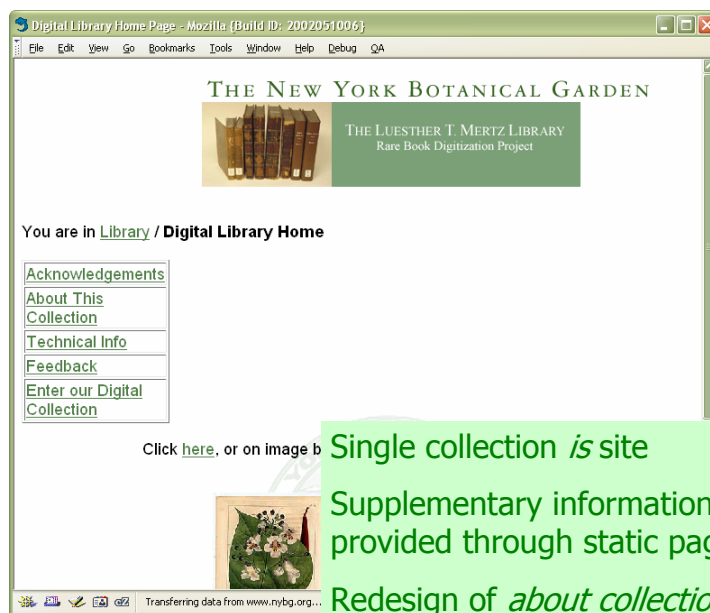 Digital Library Home Page - Mozilla {Build ID: 2002051006}
File Edit View Go Bookmarks Tools Window Help Debug QA
THE NEW YORK BOTANICAL GARDEN
THE LUESTHER T. MERTZ LIBRARY
Rare Book Digitization Project
You are in Library / Digital Library Home
Acknowledgements
About This
Collection
Technical Info
Feedback
Enter our Digital
Collection
Click here, or on image b
Single collection is site
Supplementary information
provided through static pag
Redesign of about collectio
Transferring data from www.nybg.org...